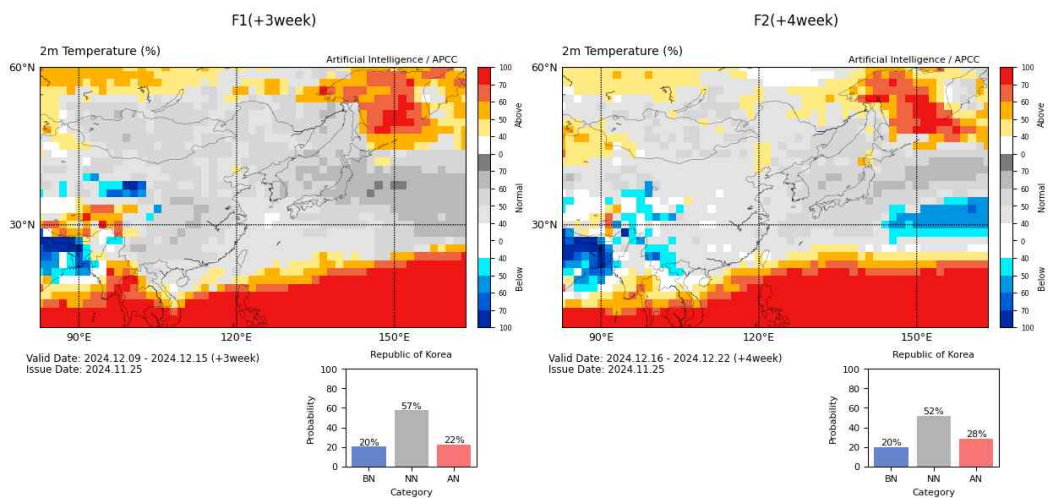 F1(+3week)
2m Temperature (%)
Artificial Intelligence / APCC
60°N
30°N
90°E
120°E
150°E
100
70
60
50
40
0
70
60
50
40
0
40
50
60
70
100
Above
Normal
Below
Valid Date: 2024.12.09 - 2024.12.15 (+3week)
Issue Date: 2024.11.25
Republic of Korea
Probability
100
80
60
40
20
0
20%
57%
22%
BN
NN
AN
Category
F2(+4week)
2m Temperature (%)
Artificial Intelligence / APCC
60°N
30°N
90°E
120°E
150°E
100
70
60
50
40
0
70
60
50
40
0
40
50
60
70
100
Above
Normal
Below
Valid Date: 2024.12.16 - 2024.12.22 (+4week)
Issue Date: 2024.11.25
Republic of Korea
Probability
100
80
60
40
20
0
20%
52%
28%
BN
NN
AN
Category